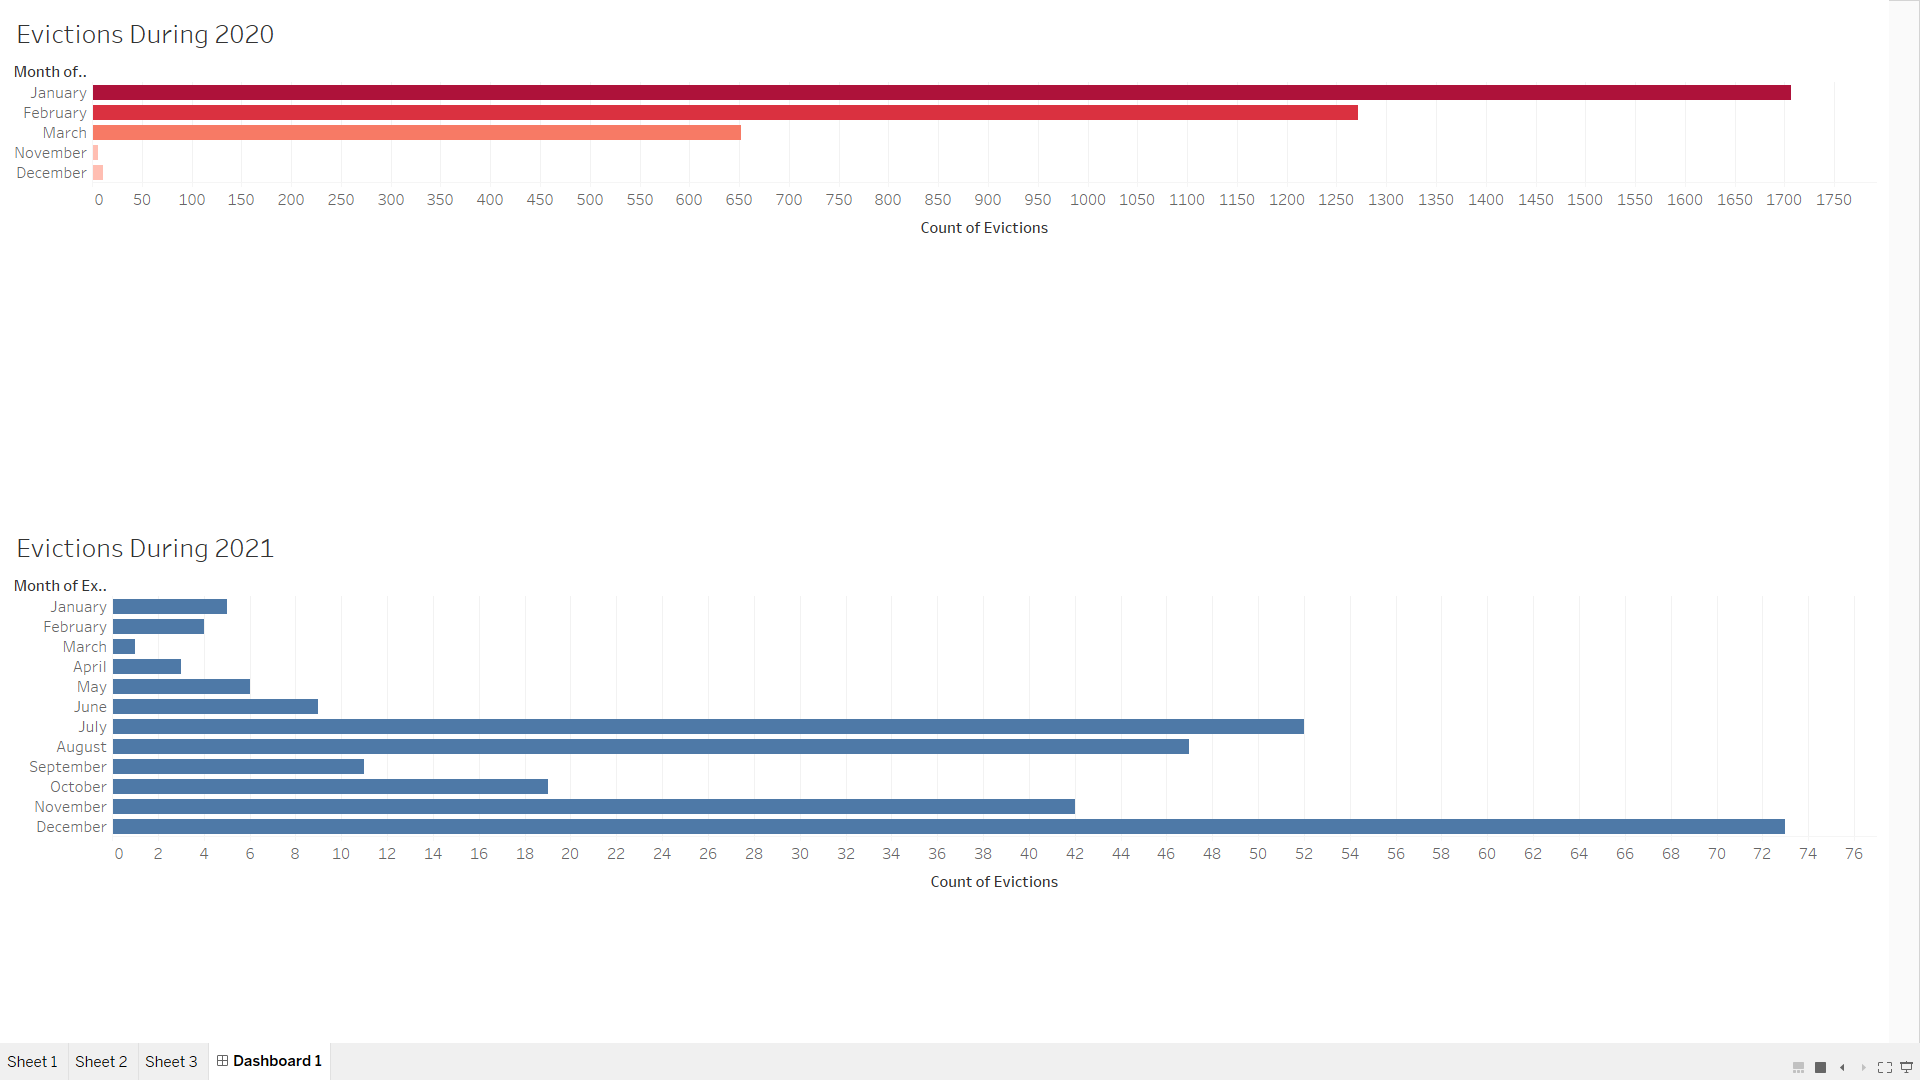 Evictions During 2020
Month of..
January
February
March
November
December
0 50 100 150 200 250 300 350 400 450 500 550 600 650 700 750 800 850 900 950 1000 1050 1100 1150 1200 1250 1300 1350 1400 1450 1500 1550 1600 1650 1700 1750
Count of Evictions
Evictions During 2021
Month of Ex..
January
February
March
April
May
June
July
August
September
October
November
December
0 2 4 6 8 10 12 14 16 18 20 22 24 26 28 30 32 34 36 38 40 42 44 46 48 50 52 54 56 58 60 62 64 66 68 70 72 74 76
Count of Evictions
Sheet 1 Sheet 2 Sheet 3 Dashboard 1